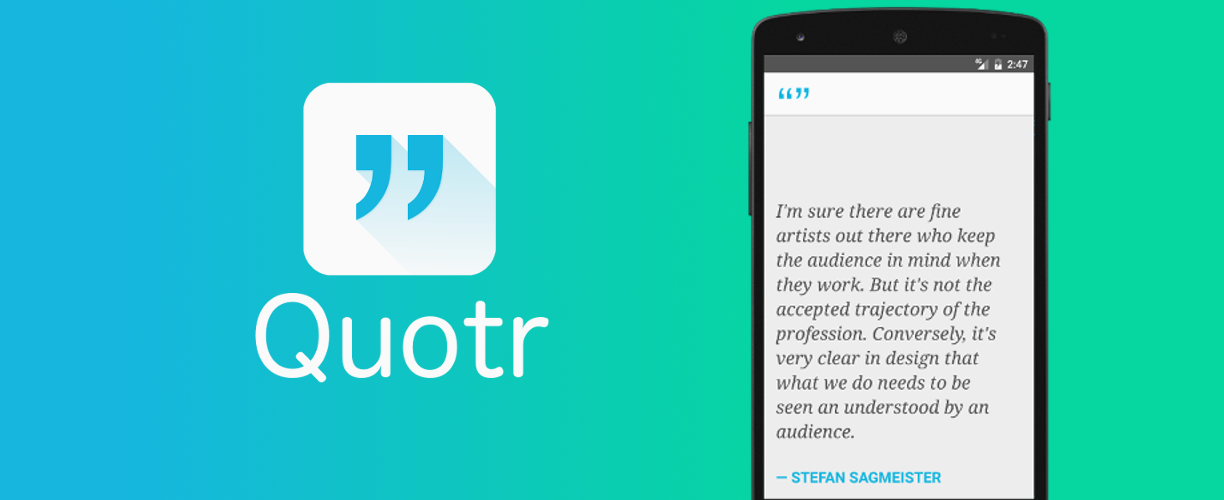 Quotr
4G 2:47
“”
I'm sure there are fine
artists out there who keep
the audience in mind when
they work. But it's not the
accepted trajectory of the
profession. Conversely, it's
very clear in design that
what we do needs to be
seen an understood by an
audience.
— STEFAN SAGMEISTER